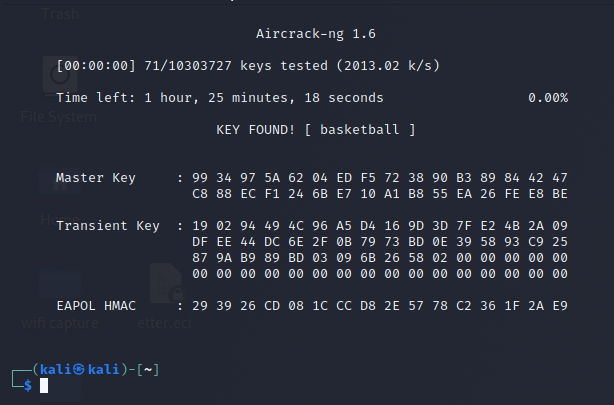 Trash
Aircrack-ng 1.6
[00:00:00] 71/10303727 keys tested (2013.02 k/s)
Time left: 1 hour, 25 minutes, 18 seconds 0.00%
File System
KEY FOUND! [ basketball ]
Master Key : 99 34 97 5A 62 04 ED F5 72 38 90 B3 89 84 42 47
C8 88 EC F1 24 6B E7 10 A1 B8 55 EA 26 FE E8 BE
Home
Transient Key : 19 02 94 49 4C 96 A5 D4 16 9D 3D 7F E2 4B 2A 09
DF EE 44 DC 6E 2F 0B 79 73 BD 0E 39 58 93 C9 25
87 9A B9 89 BD 03 09 6B 26 58 02 00 00 00 00 00
00 00 00 00 00 00 00 00 00 00 00 00 00 00 00 00
EAPOL HMAC : 29 39 26 CD 08 1C CC D8 2E 57 78 C2 36 1F 2A E9
wifi capture etter.ec
┌──(kali㉿kali)-[~]
└─$